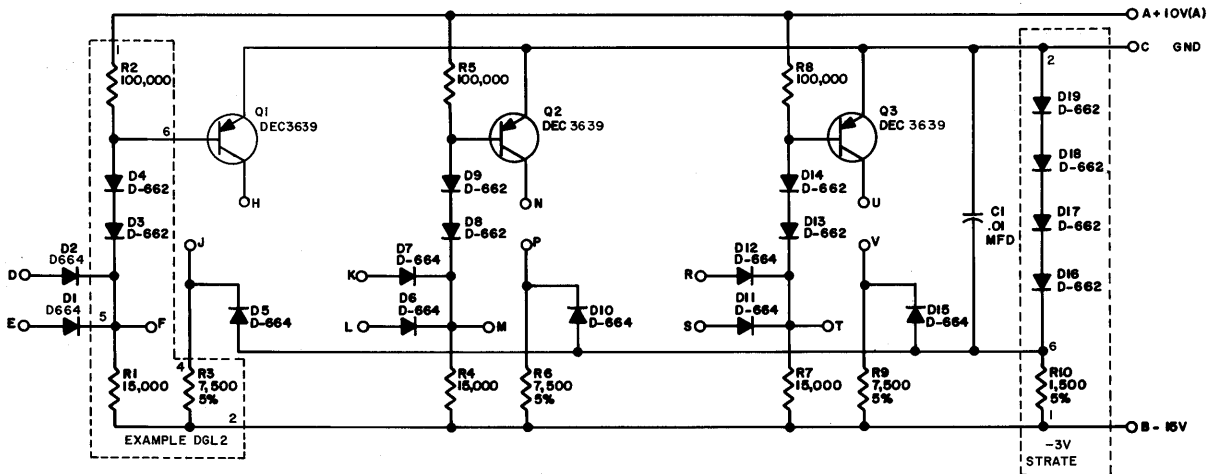 A+10V(A)
C GND
1
R2
100,000
R5
100,000
R8
100,000
2
D19
D-662
Q1
DEC3639
Q2
DEC 3639
Q3
DEC 3639
6
D18
D-662
D4
D-662
D9
D-662
D14
D-662
H
N
U
C1
.01
MFD
D17
D-662
D3
D-662
D8
D-662
D13
D-662
J
P
V
D2
D664
D7
D-664
D12
D-664
D
K
R
D16
D-662
D1
D664
D6
D-664
D11
D-664
E
5
F
L
M
S
T
D5
D-664
D10
D-664
D15
D-664
6
4
R1
15,000
R3
7,500
5%
R4
15,000
R6
7,500
5%
R7
15,000
R9
7,500
5%
R10
1,500
5%
2
1
B-15V
EXAMPLE DGL2
-3V
STRATE